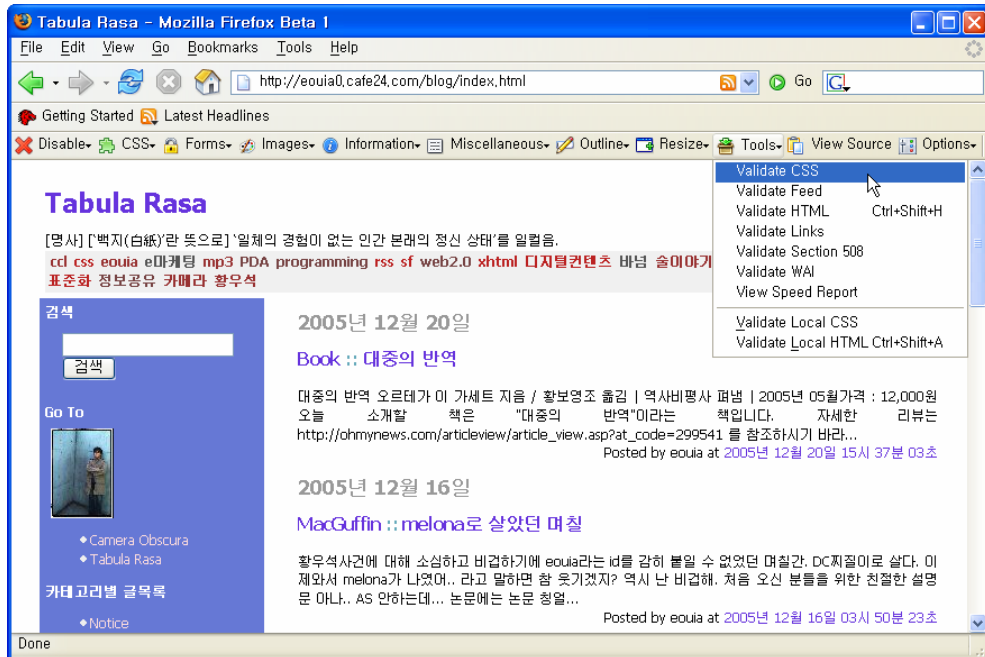 Tabula Rasa - Mozilla Firefox Beta 1
File Edit View Go Bookmarks Tools Help
http://eouia0.cafe24.com/blog/index.html Go G
Getting Started Latest Headlines
Disable CSS Forms Images Information Miscellaneous Outline Resize Tools View Source Options
Validate CSS
Validate Feed
Validate HTML Ctrl+Shift+H
Validate Links
Validate Section 508
Validate WAI
View Speed Report
Validate Local CSS
Validate Local HTML Ctrl+Shift+A
Tabula Rasa
[명사] ['백지(白紙)'란 뜻으로] '일체의 경험이 없는 인간 본래의 정신 상태'를 일컬음.
ccl css eouia e마케팅 mp3 PDA programming rss sf web2.0 xhtml 디지털컨텐츠 바넘 술이야기
표준화 정보공유 카메라 황우석
검색
검색
Go To
Camera Obscura
Tabula Rasa
카테고리별 글목록
Notice
2005년 12월 20일
Book :: 대중의 반역
대중의 반역 오르테가 이 가세트 지음 / 황보영조 옮김 | 역사비평사 펴냄 | 2005년 05월가격 : 12,000원
오늘 소개할 책은 "대중의 반역"이라는 책입니다. 자세한 리뷰는
http://ohmynews.com/articleview/article_view.asp?at_code=299541 를 참조하시기 바라...
Posted by eouia at 2005년 12월 20일 15시 37분 03초
2005년 12월 16일
MacGuffin :: melona로 살았던 며칠
황우석사건에 대해 소심하고 비겁하기에 eouia라는 id를 감히 붙일 수 없었던 며칠간. DC찌질이로 살다. 이
제와서 melona가 나였어.. 라고 말하면 참 웃기겠지? 역시 난 비겁해. 처음 오신 분들을 위한 친절한 설명
문 아냐.. AS 안하는데... 논문에는 논문 칭얼...
Posted by eouia at 2005년 12월 16일 03시 50분 23초
Done